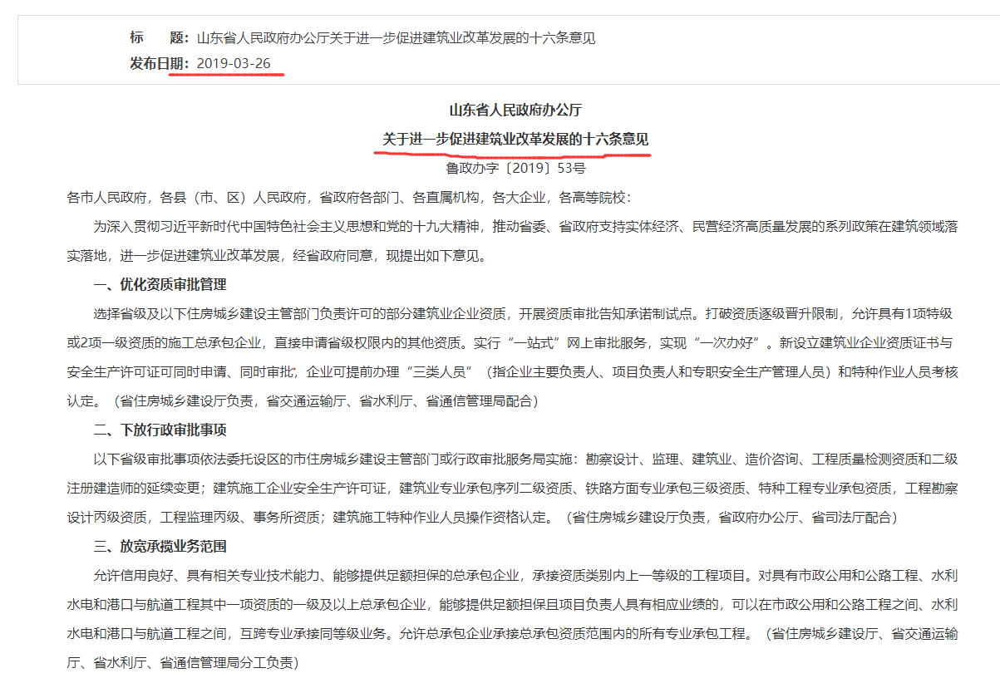 标　　题：山东省人民政府办公厅关于进一步促进建筑业改革发展的十六条意见
发布日期：2019-03-26
山东省人民政府办公厅
关于进一步促进建筑业改革发展的十六条意见
鲁政办字〔2019〕53号
各市人民政府，各县（市、区）人民政府，省政府各部门、各直属机构，各大企业，各高等院校：
为深入贯彻习近平新时代中国特色社会主义思想和党的十九大精神，推动省委、省政府支持实体经济、民营经济高质量发展的系列政策在建筑领域落
实落地，进一步促进建筑业改革发展，经省政府同意，现提出如下意见。
一、优化资质审批管理
选择省级及以下住房城乡建设主管部门负责许可的部分建筑业企业资质，开展资质审批告知承诺制试点。打破资质逐级晋升限制，允许具有1项特级
或2项一级资质的施工总承包企业，直接申请省级权限内的其他资质。实行“一站式”网上审批服务，实现“一次办好”。新设立建筑业企业资质证书与
安全生产许可证可同时申请、同时审批，企业可提前办理“三类人员”（指企业主要负责人、项目负责人和专职安全生产管理人员）和特种作业人员考核
认定。（省住房城乡建设厅负责，省交通运输厅、省水利厅、省通信管理局配合）
二、下放行政审批事项
以下省级审批事项依法委托设区的市住房城乡建设主管部门或行政审批服务局实施：勘察设计、监理、建筑业、造价咨询、工程质量检测资质和二级
注册建造师的延续变更；建筑施工企业安全生产许可证，建筑业专业承包序列二级资质、铁路方面专业承包三级资质、特种工程专业承包资质，工程勘察
设计丙级资质，工程监理丙级、事务所资质；建筑施工特种作业人员操作资格认定。（省住房城乡建设厅负责，省政府办公厅、省司法厅配合）
三、放宽承揽业务范围
允许信用良好、具有相关专业技术能力、能够提供足额担保的总承包企业，承接资质类别内上一等级的工程项目。对具有市政公用和公路工程、水利
水电和港口与航道工程其中一项资质的一级及以上总承包企业，能够提供足额担保且项目负责人具有相应业绩的，可以在市政公用和公路工程之间、水利
水电和港口与航道工程之间，互跨专业承接同等级业务。允许总承包企业承接总承包资质范围内的所有专业承包工程。（省住房城乡建设厅、省交通运输
厅、省水利厅、省通信管理局分工负责）